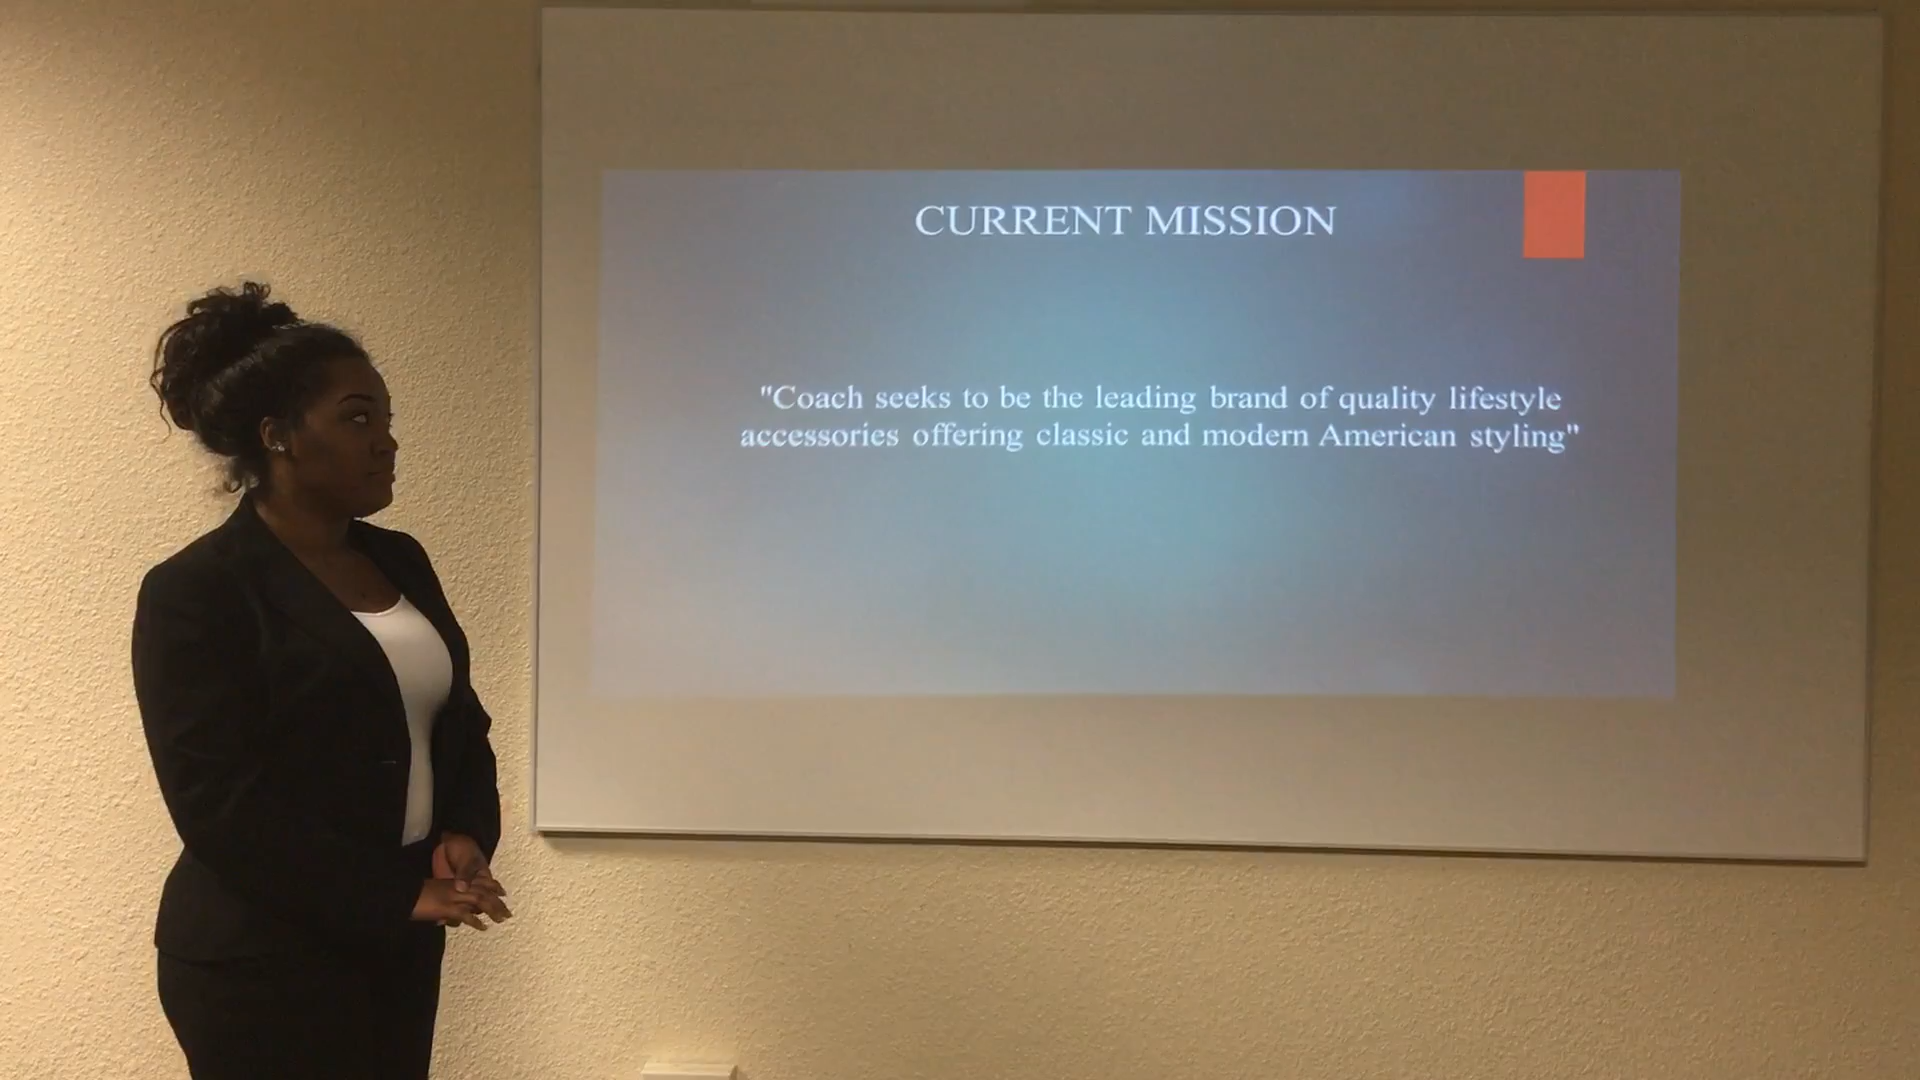 CURRENT MISSION
"Coach seeks to be the leading brand of quality lifestyle
accessories offering classic and modern American styling"